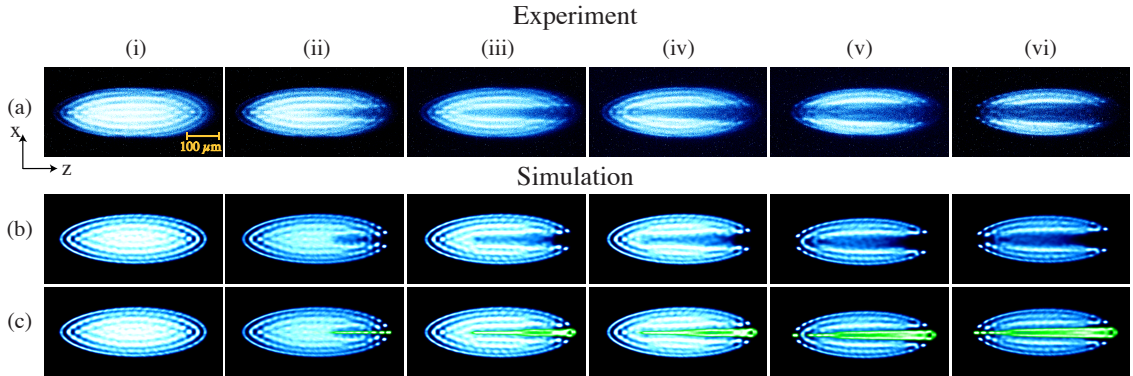 Experiment
(i) (ii) (iii) (iv) (v) (vi)
(a)
100 µm
x
z
Simulation
(b)
(c)